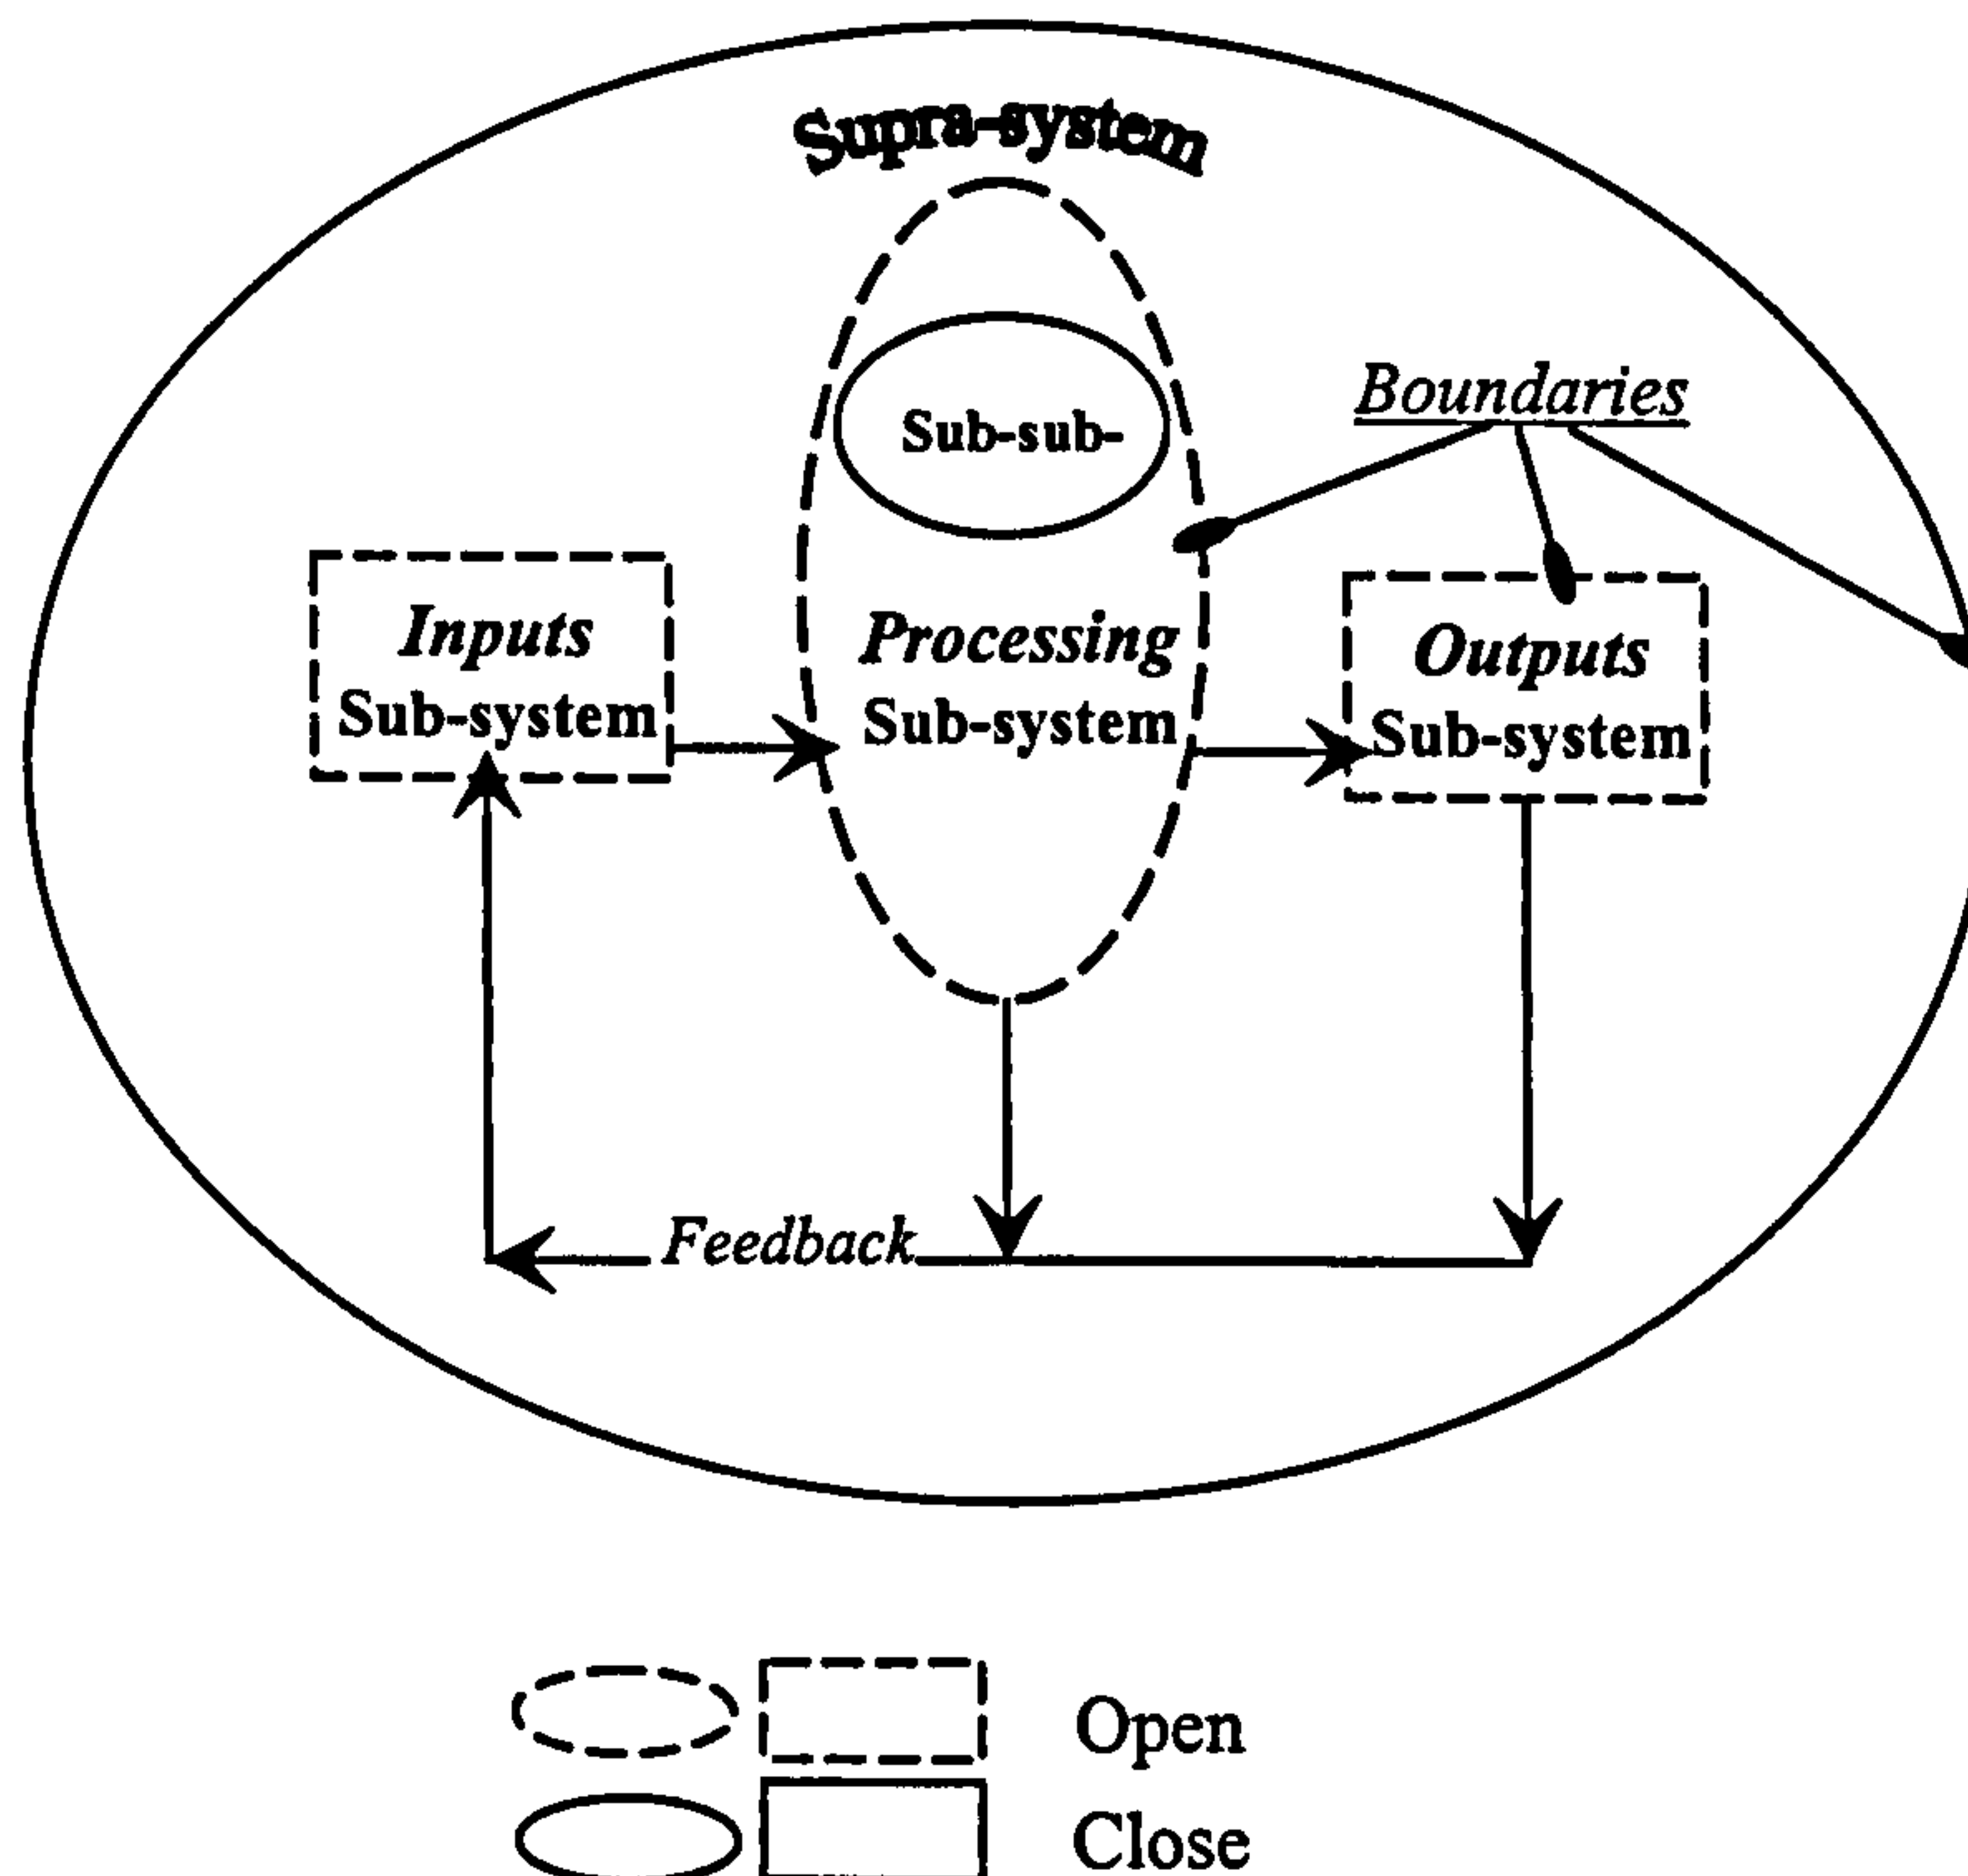 Supra-system
Sub-sub-
Boundaries
Inputs
Sub-system
Processing
Sub-system
Outputs
Sub-system
Feedback
Open
Close